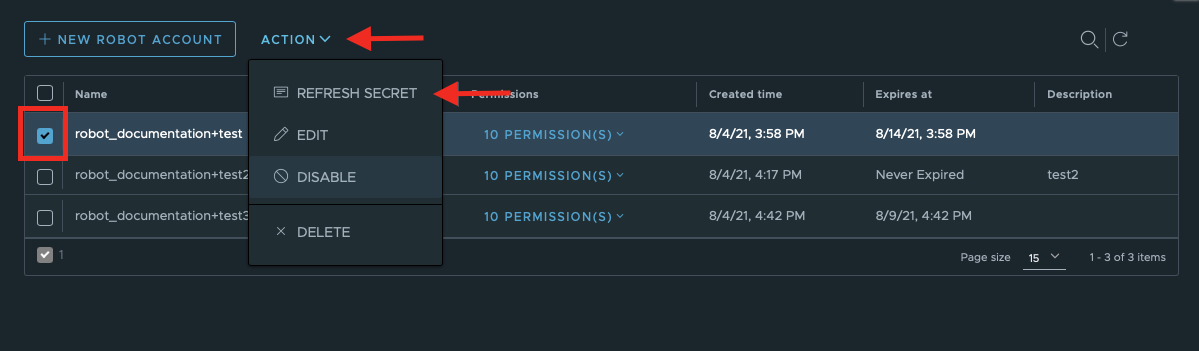 NEW ROBOT ACCOUNT ACTION
REFRESH SECRET
EDIT
DISABLE
DELETE
Name Permissions Created time Expires at Description
robot_documentation+test 10 PERMISSION(S) 8/4/21, 3:58 PM 8/14/21, 3:58 PM
robot_documentation+test2 10 PERMISSION(S) 8/4/21, 4:17 PM Never Expired test2
robot_documentation+test3 10 PERMISSION(S) 8/4/21, 4:42 PM 8/9/21, 4:42 PM
1 Page size 15 1 - 3 of 3 items